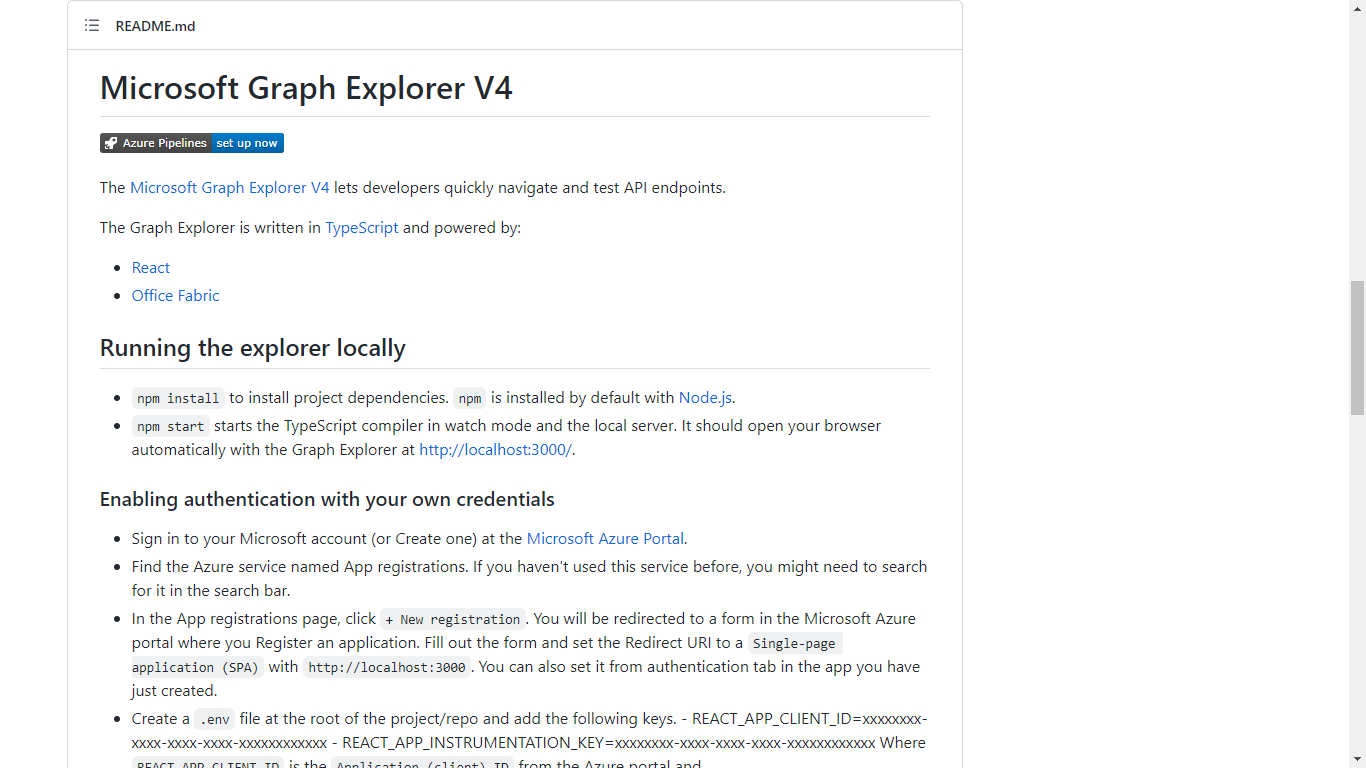 README.md
Microsoft Graph Explorer V4
Azure Pipelines set up now
The Microsoft Graph Explorer V4 lets developers quickly navigate and test API endpoints.
The Graph Explorer is written in TypeScript and powered by:
React
Office Fabric
Running the explorer locally
npm install to install project dependencies. npm is installed by default with Node.js.
npm start starts the TypeScript compiler in watch mode and the local server. It should open your browser
automatically with the Graph Explorer at http://localhost:3000/.
Enabling authentication with your own credentials
Sign in to your Microsoft account (or Create one) at the Microsoft Azure Portal.
Find the Azure service named App registrations. If you haven't used this service before, you might need to search
for it in the search bar.
In the App registrations page, click + New registration. You will be redirected to a form in the Microsoft Azure
portal where you Register an application. Fill out the form and set the Redirect URI to a Single-page
application (SPA) with http://localhost:3000. You can also set it from authentication tab in the app you have
just created.
Create a .env file at the root of the project/repo and add the following keys. - REACT_APP_CLIENT_ID=xxxxxxxx-
xxxx-xxxx-xxxx-xxxxxxxxxxxx - REACT_APP_INSTRUMENTATION_KEY=xxxxxxxx-xxxx-xxxx-xxxx-xxxxxxxxxxxx Where
REACT_APP_CLIENT_ID is the Application (client) ID from the Azure portal and